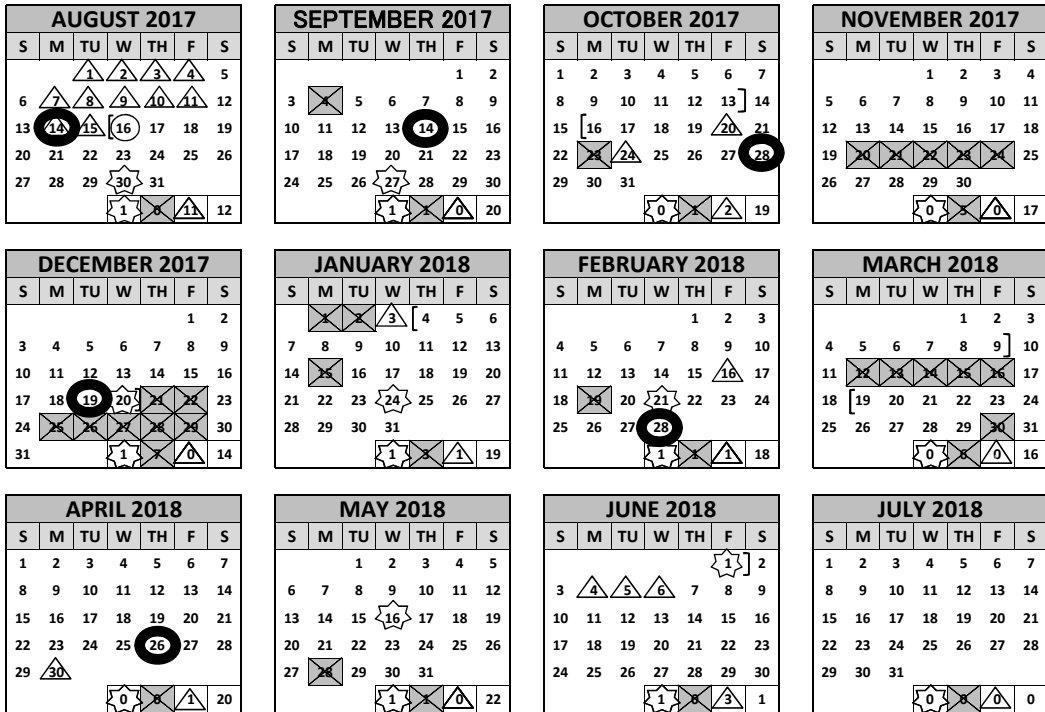 AUGUST 2017
S M TU W TH F S
1 2 3 4 5
6 7 8 9 10 11 12
13 14 15 [16 17 18 19
20 21 22 23 24 25 26
27 28 29 30 31
1 0 11 12
SEPTEMBER 2017
S M TU W TH F S
1 2
3 4 5 6 7 8 9
10 11 12 13 14 15 16
17 18 19 20 21 22 23
24 25 26 27 28 29 30
1 1 0 20
OCTOBER 2017
S M TU W TH F S
1 2 3 4 5 6 7
8 9 10 11 12 13] 14
15 [16 17 18 19 20 21
22 23 24 25 26 27 28
29 30 31
0 1 2 19
NOVEMBER 2017
S M TU W TH F S
1 2 3 4
5 6 7 8 9 10 11
12 13 14 15 16 17 18
19 20 21 22 23 24 25
26 27 28 29 30
0 5 0 17
DECEMBER 2017
S M TU W TH F S
1 2
3 4 5 6 7 8 9
10 11 12 13 14 15 16
17 18 19 20] 21 22 23
24 25 26 27 28 29 30
31 1 7 0 14
JANUARY 2018
S M TU W TH F S
1 2 3 [4 5 6
7 8 9 10 11 12 13
14 15 16 17 18 19 20
21 22 23 24 25 26 27
28 29 30 31
1 3 1 19
FEBRUARY 2018
S M TU W TH F S
1 2 3
4 5 6 7 8 9 10
11 12 13 14 15 16 17
18 19 20 21 22 23 24
25 26 27 28
1 1 1 18
MARCH 2018
S M TU W TH F S
1 2 3
4 5 6 7 8 9] 10
11 12 13 14 15 16 17
18 [19 20 21 22 23 24
25 26 27 28 29 30 31
0 6 0 16
APRIL 2018
S M TU W TH F S
1 2 3 4 5 6 7
8 9 10 11 12 13 14
15 16 17 18 19 20 21
22 23 24 25 26 27 28
29 30
0 0 1 20
MAY 2018
S M TU W TH F S
1 2 3 4 5
6 7 8 9 10 11 12
13 14 15 16 17 18 19
20 21 22 23 24 25 26
27 28 29 30 31
1 1 0 22
JUNE 2018
S M TU W TH F S
1] 2
3 4 5 6 7 8 9
10 11 12 13 14 15 16
17 18 19 20 21 22 23
24 25 26 27 28 29 30
1 0 3 1
JULY 2018
S M TU W TH F S
1 2 3 4 5 6 7
8 9 10 11 12 13 14
15 16 17 18 19 20 21
22 23 24 25 26 27 28
29 30 31
0 0 0 0